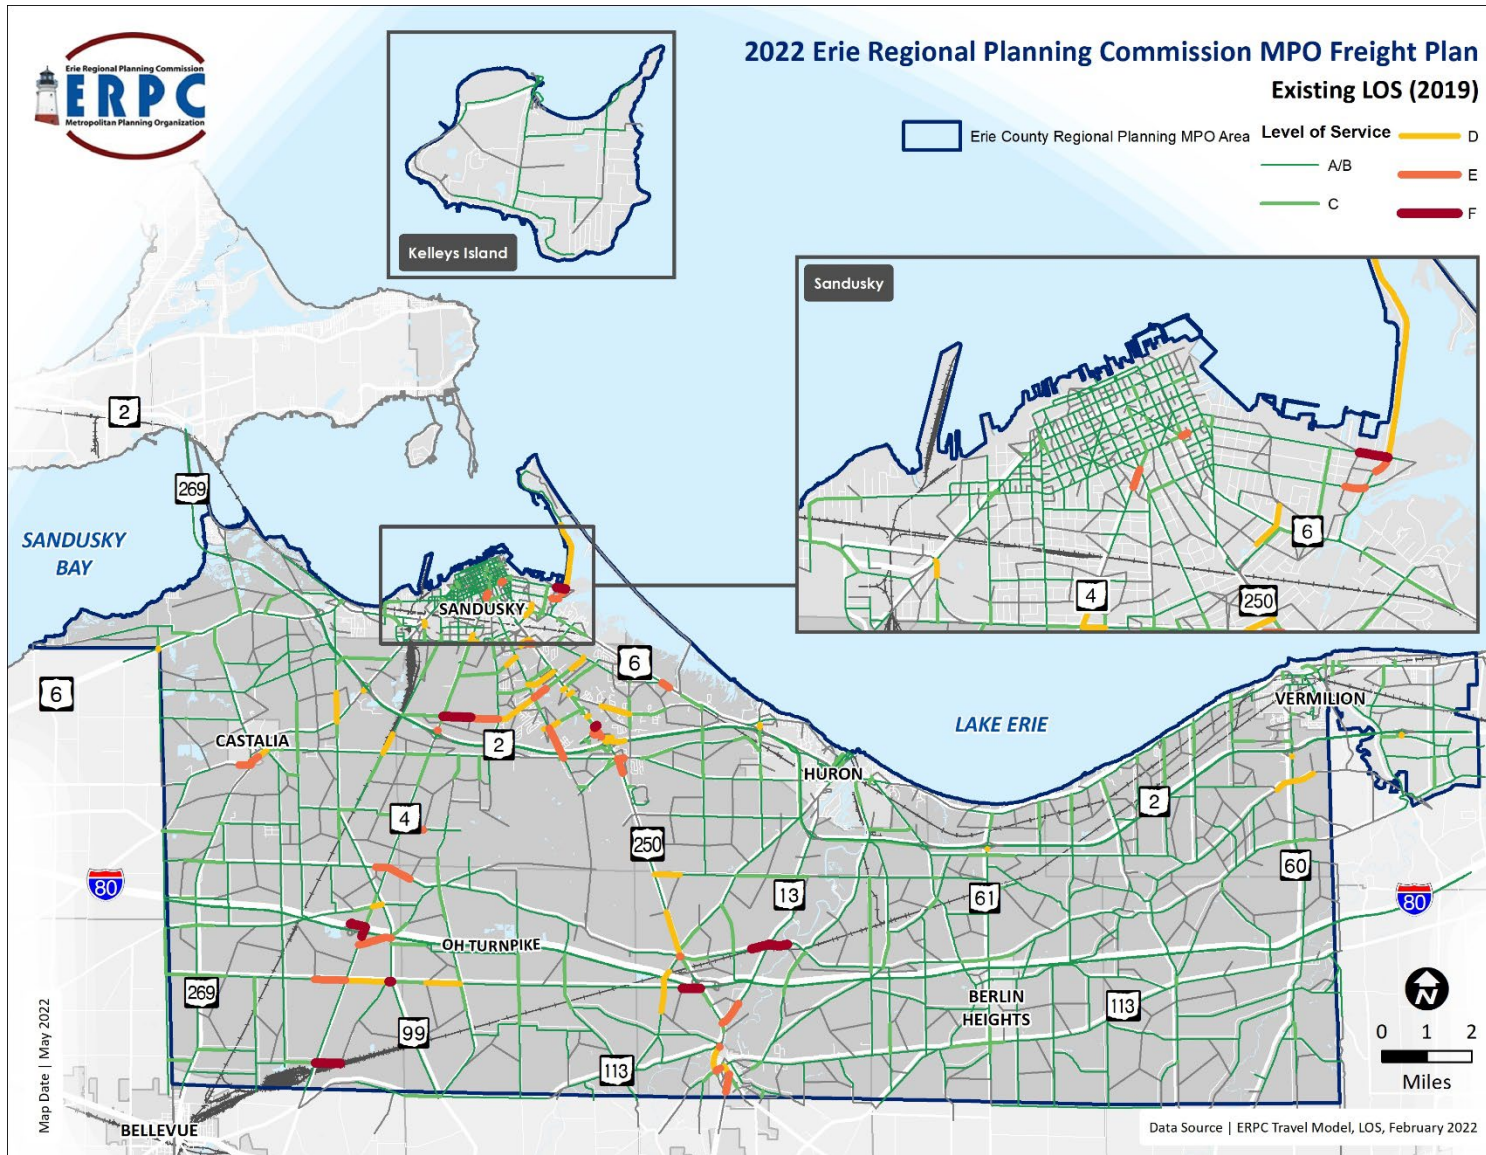 Erie Regional Planning Commission
ERPC
Metropolitan Planning Organization
2022 Erie Regional Planning Commission MPO Freight Plan
Existing LOS (2019)
Erie County Regional Planning MPO Area
Level of Service
A/B
C
D
E
F
Kelleys Island
Sandusky
6
4
250
2
269
SANDUSKY
BAY
SANDUSKY
6
6
CASTALIA
2
LAKE ERIE
VERMILION
HURON
2
4
250
60
80
13
61
80
OH TURNPIKE
269
BERLIN
HEIGHTS
113
99
113
BELLEVUE
N
0 1 2
Miles
Map Date | May 2022
Data Source | ERPC Travel Model, LOS, February 2022